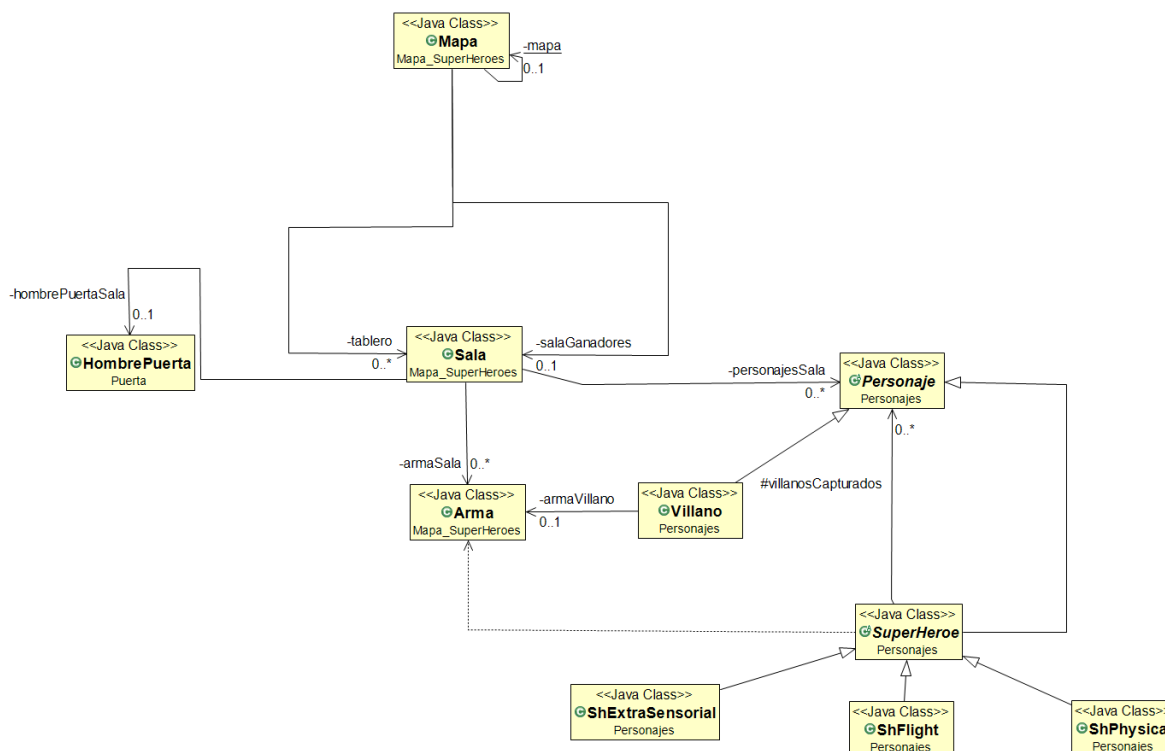 <<Java Class>>
Mapa
Mapa_SuperHeroes
-mapa
0..1
-hombrePuertaSala
0..1
<<Java Class>>
HombrePuerta
Puerta
-tablero
0..*
<<Java Class>>
Sala
Mapa_SuperHeroes
-salaGanadores
0..1
-personajesSala
0..*
<<Java Class>>
Personaje
Personajes
0..*
-armaSala
0..*
<<Java Class>>
Arma
Mapa_SuperHeroes
-armaVillano
0..1
<<Java Class>>
Villano
Personajes
#villanosCapturados
<<Java Class>>
SuperHeroe
Personajes
<<Java Class>>
ShExtraSensorial
Personajes
<<Java Class>>
ShFlight
Personajes
<<Java Class>>
ShPhysica
Personajes